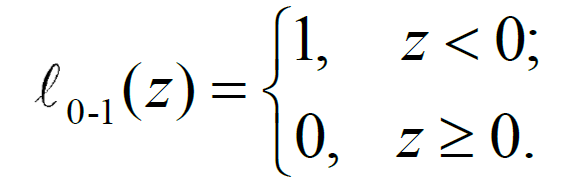 ℓ₀₋₁(z) = { 1, z < 0;
0, z ≥ 0.